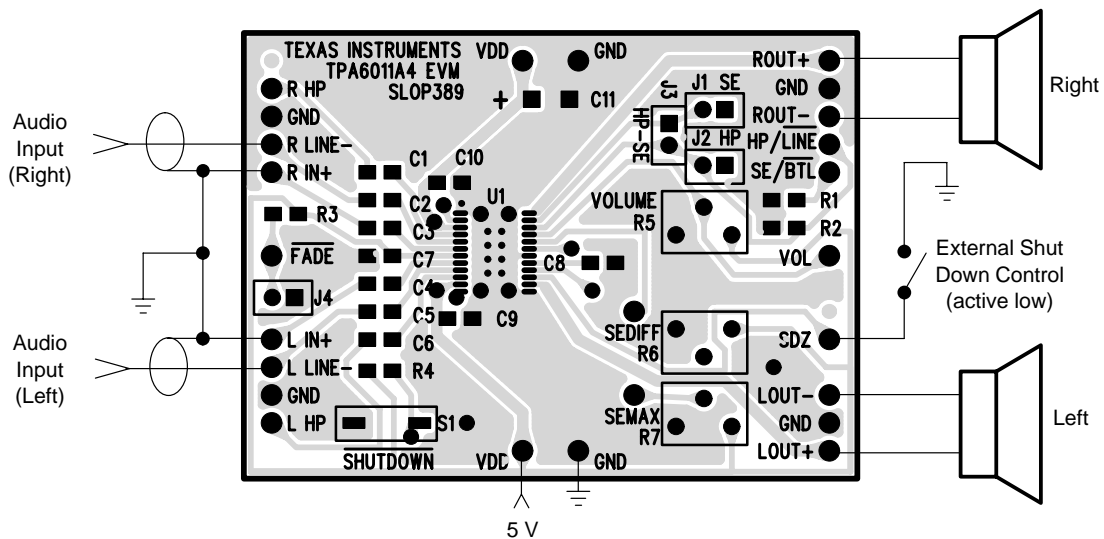 TEXAS INSTRUMENTS
TPA6011A4 EVM
SLOP389
VDD
GND
+
C11
J3
HP-SE
J1 SE
J2 HP
ROUT+
GND
ROUT-
HP/LINE
SE/BTL
Right
R HP
GND
R LINE-
R IN+
Audio
Input
(Right)
C1
C10
C2
U1
C3
C7
C8
C4
C5
C9
C6
R4
R3
FADE
J4
VOLUME
R5
R1
R2
VOL
External Shut
Down Control
(active low)
SEDIFF
R6
SDZ
Audio
Input
(Left)
L IN+
L LINE-
GND
L HP
S1
SHUTDOWN
SEMAX
R7
LOUT-
GND
LOUT+
Left
VDD
GND
5 V